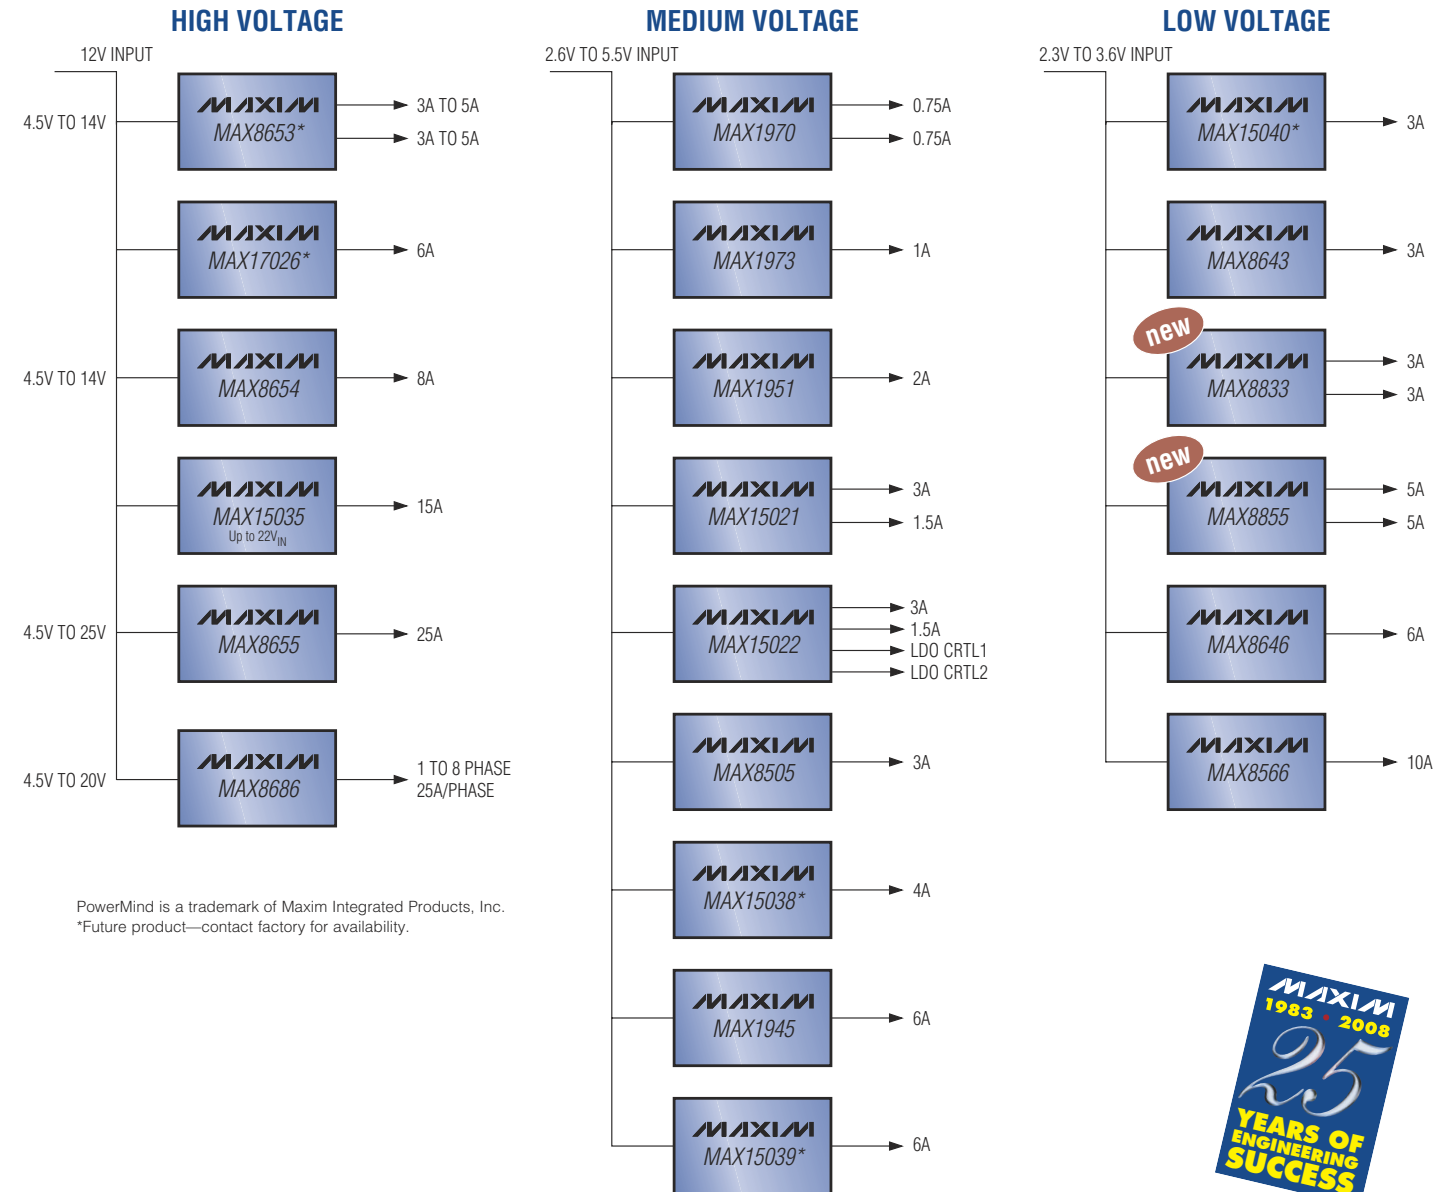 HIGH VOLTAGE
12V INPUT
4.5V TO 14V
MAXIM
MAX8653*
3A TO 5A
3A TO 5A
MAXIM
MAX17026*
6A
4.5V TO 14V
MAXIM
MAX8654
8A
MAXIM
MAX15035
Up to 22VIN
15A
4.5V TO 25V
MAXIM
MAX8655
25A
4.5V TO 20V
MAXIM
MAX8686
1 TO 8 PHASE
25A/PHASE
PowerMind is a trademark of Maxim Integrated Products, Inc.
*Future product—contact factory for availability.
MEDIUM VOLTAGE
2.6V TO 5.5V INPUT
MAXIM
MAX1970
0.75A
0.75A
MAXIM
MAX1973
1A
MAXIM
MAX1951
2A
MAXIM
MAX15021
3A
1.5A
MAXIM
MAX15022
3A
1.5A
LDO CRTL1
LDO CRTL2
MAXIM
MAX8505
3A
MAXIM
MAX15038*
4A
MAXIM
MAX1945
6A
MAXIM
MAX15039*
6A
LOW VOLTAGE
2.3V TO 3.6V INPUT
MAXIM
MAX15040*
3A
MAXIM
MAX8643
3A
new
MAXIM
MAX8833
3A
3A
new
MAXIM
MAX8855
5A
5A
MAXIM
MAX8646
6A
MAXIM
MAX8566
10A
MAXIM
1983 • 2008
25
YEARS OF
ENGINEERING
SUCCESS